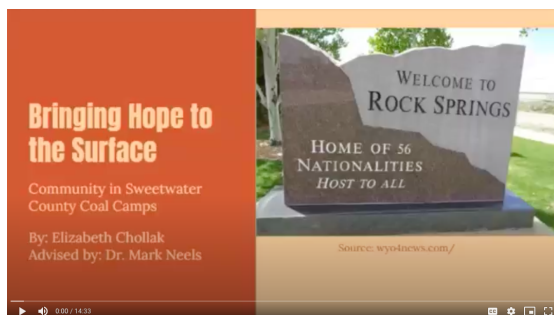 Bringing Hope to
the Surface
Community in Sweetwater
County Coal Camps
By: Elizabeth Chollak
Advised by: Dr. Mark Neels
WELCOME TO
ROCK SPRINGS
HOME OF 56
NATIONALITIES
HOST TO ALL
Source: wyo4news.com/
0:00 / 14:33
CC